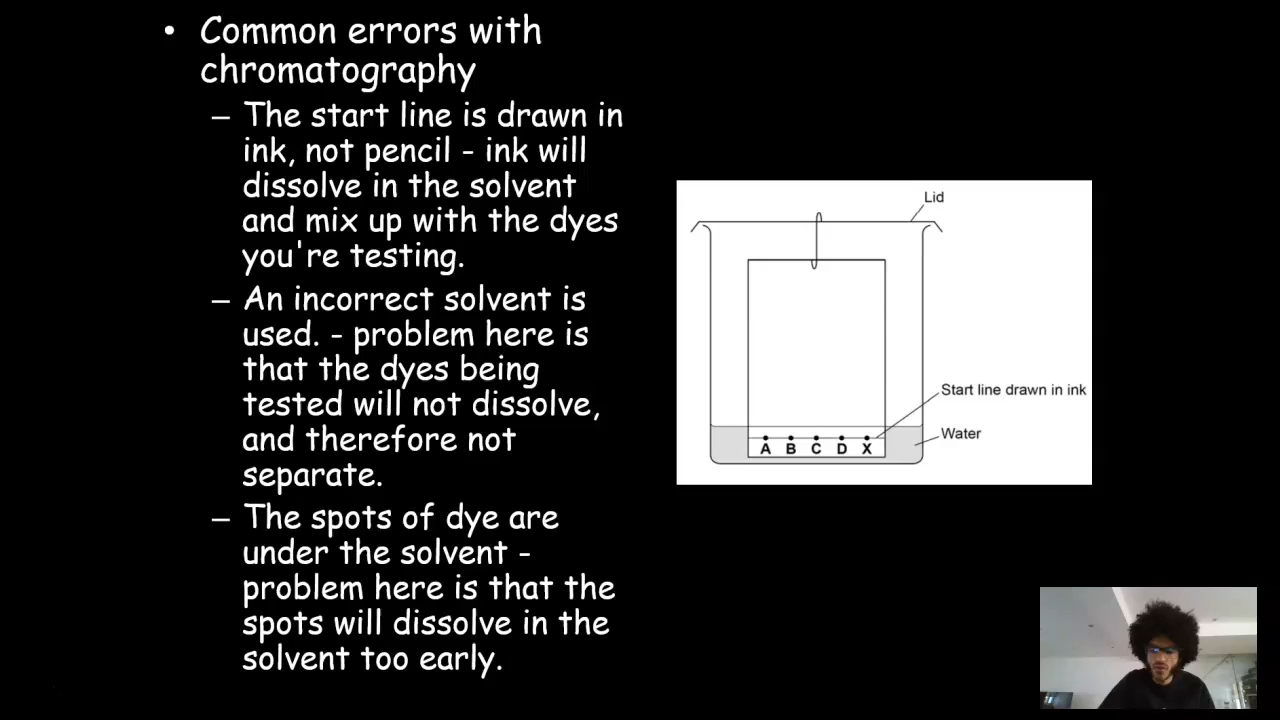 • Common errors with
chromatography
– The start line is drawn in
ink, not pencil - ink will
dissolve in the solvent
and mix up with the dyes
you're testing.
– An incorrect solvent is
used. - problem here is
that the dyes being
tested will not dissolve,
and therefore not
separate.
– The spots of dye are
under the solvent -
problem here is that the
spots will dissolve in the
solvent too early.
Lid
Start line drawn in ink
Water
A B C D X